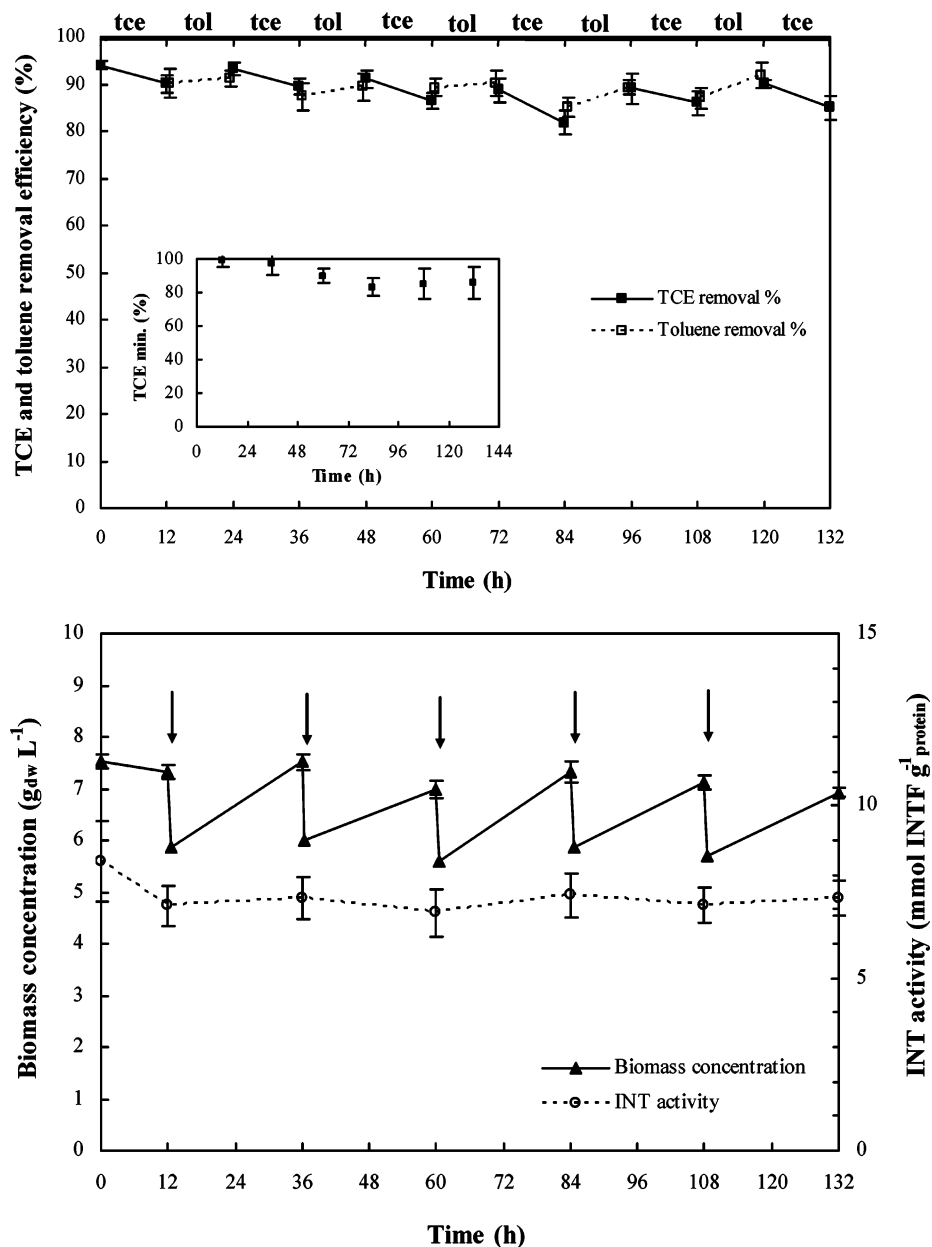 tce tol tce tol tce tol tce tol tce tol tce
TCE and toluene removal efficiency (%)
100
90
80
70
60
50
40
30
20
10
0
TCE min. (%)
100
80
60
40
20
0
0 24 48 72 96 120 144
Time (h)
TCE removal %
Toluene removal %
0 12 24 36 48 60 72 84 96 108 120 132
Time (h)
Biomass concentration (gdw L-1)
10
9
8
7
6
5
4
3
2
1
0
15
10
5
0
INT activity (mmol INTF g-1protein)
Biomass concentration
INT activity
0 12 24 36 48 60 72 84 96 108 120 132
Time (h)